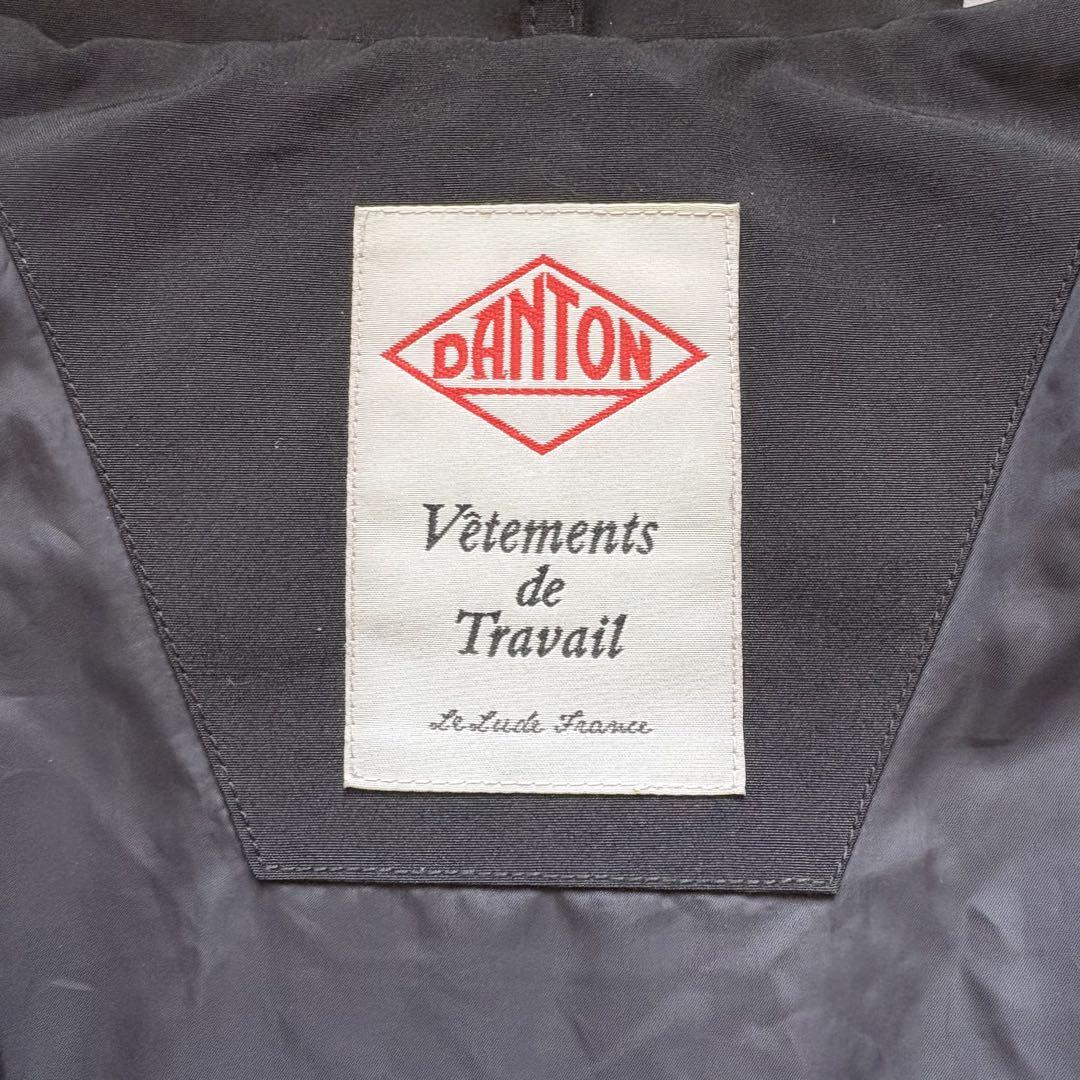 DANTON
Vêtements
de
Travail
Le Lude France